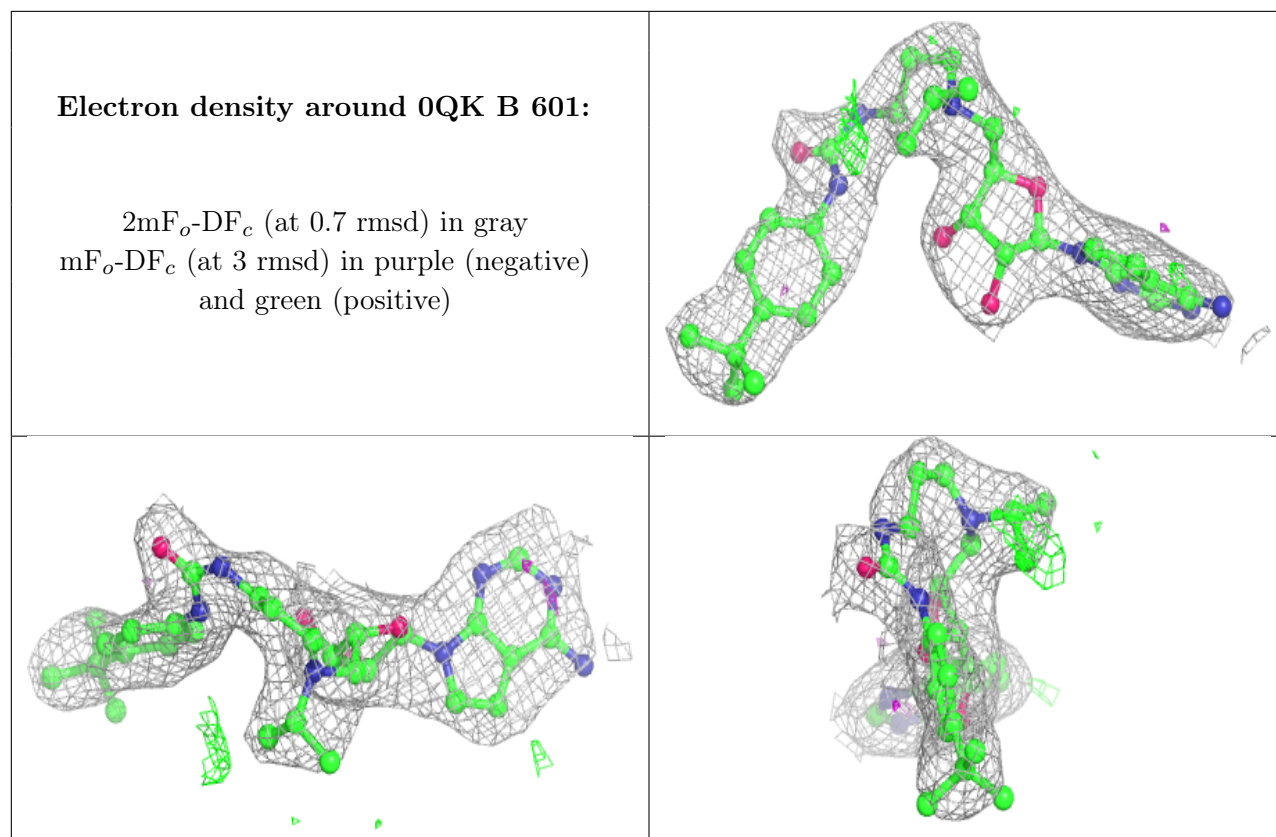 Electron density around 0QK B 601:
2mFₒ-DF𝒸 (at 0.7 rmsd) in gray
mFₒ-DF𝒸 (at 3 rmsd) in purple (negative)
and green (positive)